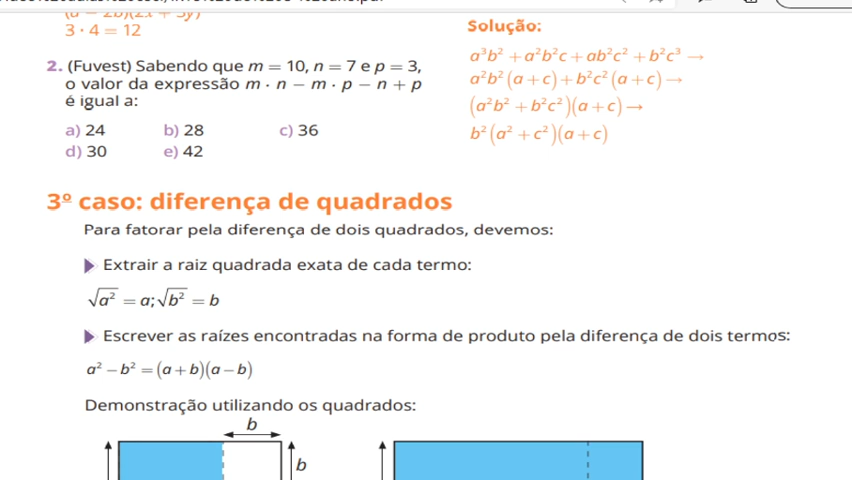 3 · 4 = 12
2. (Fuvest) Sabendo que m = 10, n = 7 e p = 3,
o valor da expressão m · n − m · p − n + p
é igual a:
a) 24 b) 28 c) 36
d) 30 e) 42
Solução:
a³b² + a²b²c + ab²c² + b²c³ →
a²b²(a + c) + b²c²(a + c) →
(a²b² + b²c²)(a + c) →
b²(a² + c²)(a + c)
3º caso: diferença de quadrados
Para fatorar pela diferença de dois quadrados, devemos:
Extrair a raiz quadrada exata de cada termo:
√a² = a; √b² = b
Escrever as raízes encontradas na forma de produto pela diferença de dois termos:
a² − b² = (a + b)(a − b)
Demonstração utilizando os quadrados:
b
b